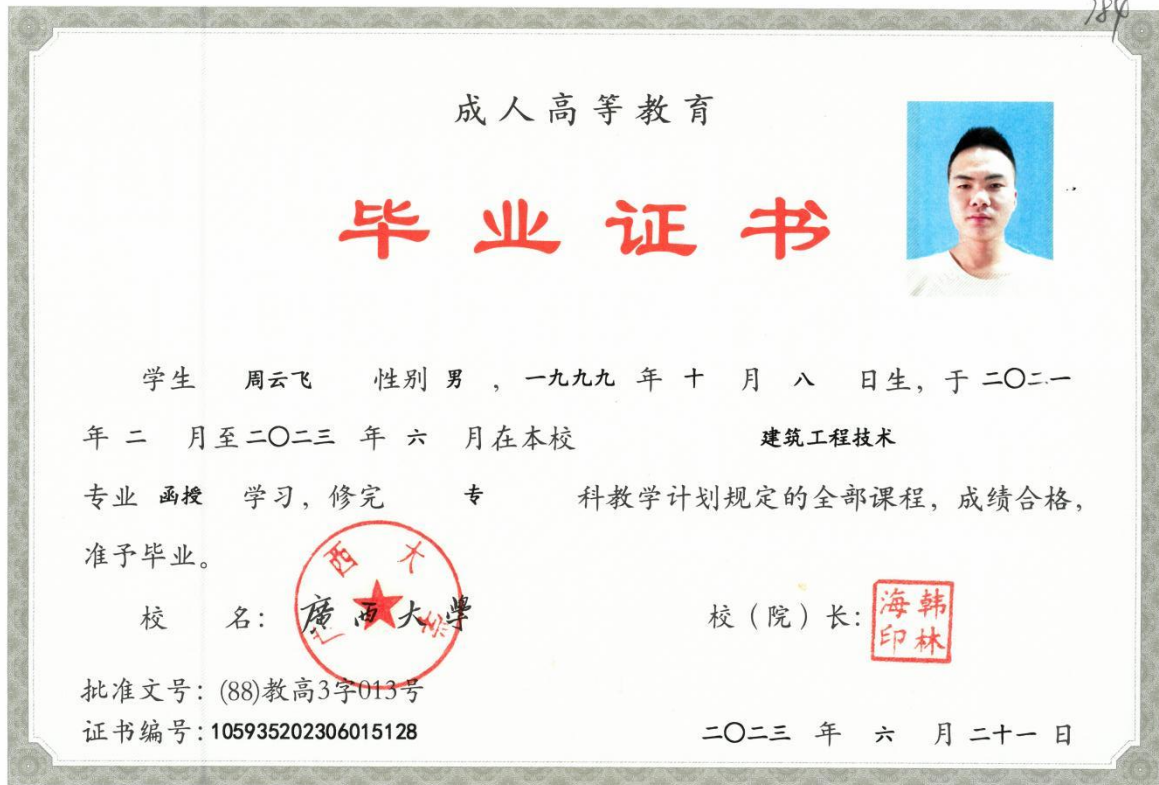 184
成人高等教育
毕业证书
学生 周云飞 性别 男 ，一九九九 年 十 月 八 日生，于 二〇二一
年 二 月至 二〇二三 年 六 月在本校 建筑工程技术
专业 函授 学习，修完 专 科教学计划规定的全部课程，成绩合格，
准予毕业。
校 名：廣西大學 校（院）长：韩林海印
广西大学
批准文号：(88)教高3字013号
证书编号：105935202306015128 二〇二三 年 六 月 二十一 日